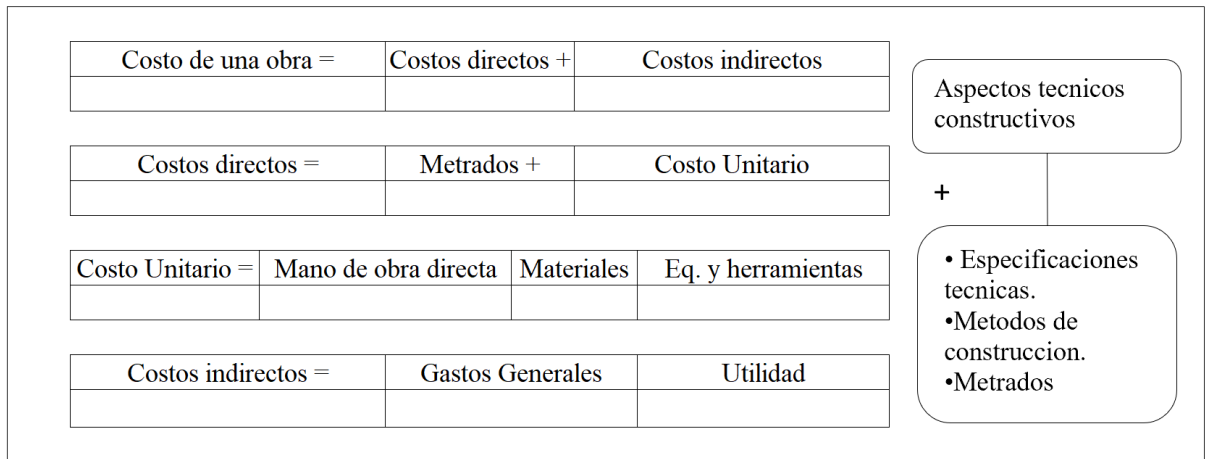 Costo de una obra = Costos directos + Costos indirectos
Costos directos = Metrados + Costo Unitario
Costo Unitario = Mano de obra directa Materiales Eq. y herramientas
Costos indirectos = Gastos Generales Utilidad
Aspectos tecnicos
constructivos
+
• Especificaciones
tecnicas.
•Metodos de
construccion.
•Metrados